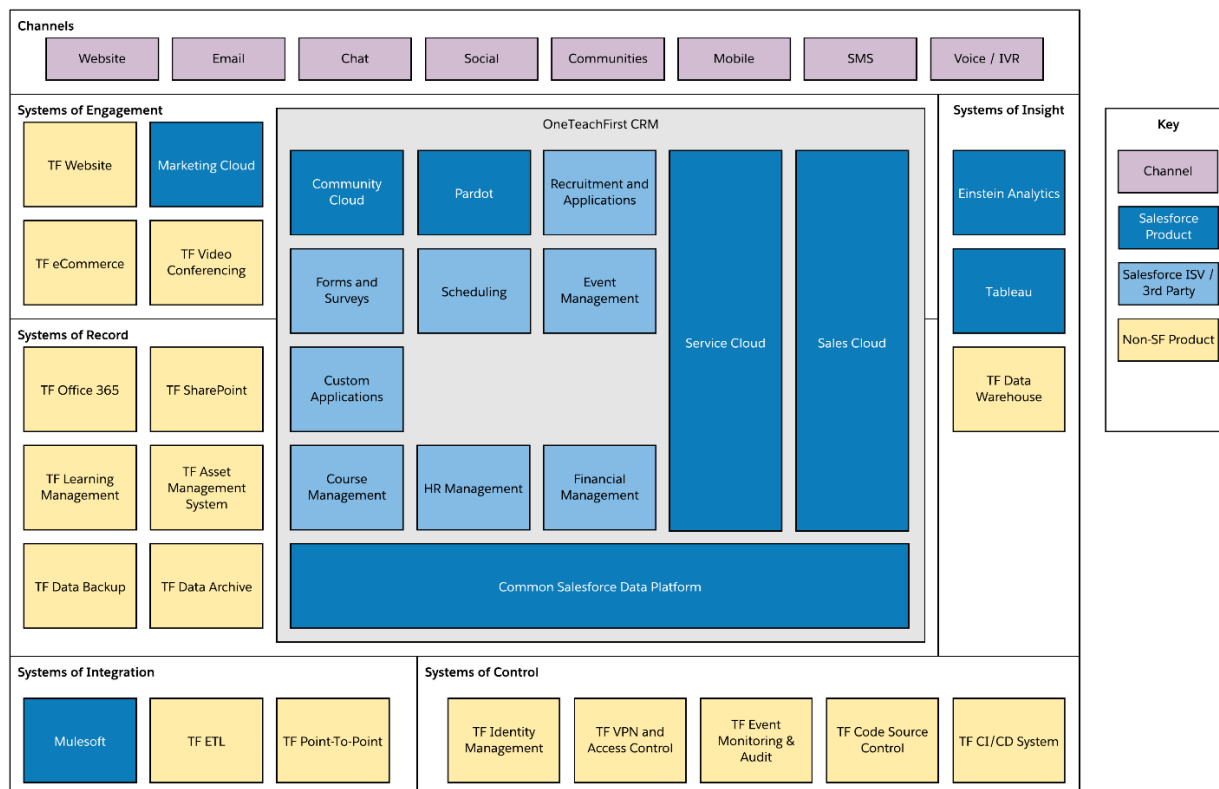 Channels
Website
Email
Chat
Social
Communities
Mobile
SMS
Voice / IVR
Systems of Engagement
TF Website
Marketing Cloud
TF eCommerce
TF Video
Conferencing
Systems of Record
TF Office 365
TF SharePoint
TF Learning
Management
TF Asset
Management
System
TF Data Backup
TF Data Archive
OneTeachFirst CRM
Community
Cloud
Pardot
Recruitment and
Applications
Forms and
Surveys
Scheduling
Event
Management
Custom
Applications
Course
Management
HR Management
Financial
Management
Service Cloud
Sales Cloud
Common Salesforce Data Platform
Systems of Insight
Einstein Analytics
Tableau
TF Data
Warehouse
Key
Channel
Salesforce
Product
Salesforce ISV /
3rd Party
Non-SF Product
Systems of Integration
Mulesoft
TF ETL
TF Point-To-Point
Systems of Control
TF Identity
Management
TF VPN and
Access Control
TF Event
Monitoring &
Audit
TF Code Source
Control
TF CI/CD System